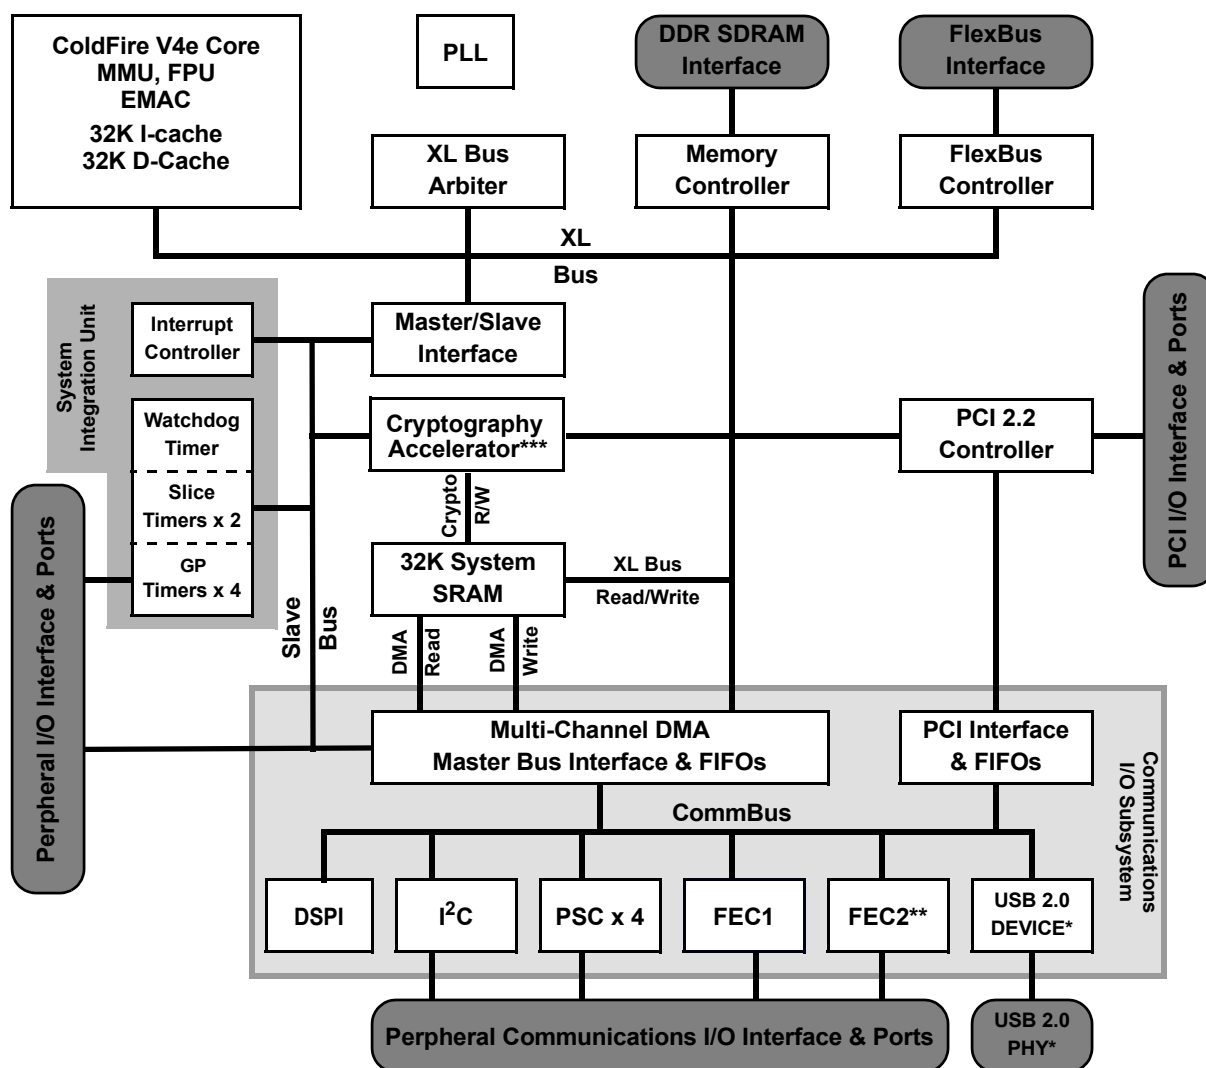 ColdFire V4e Core
MMU, FPU
EMAC
32K I-cache
32K D-Cache
PLL
DDR SDRAM
Interface
FlexBus
Interface
XL Bus
Arbiter
Memory
Controller
FlexBus
Controller
XL
Bus
System
Integration Unit
Interrupt
Controller
Master/Slave
Interface
PCI I/O Interface & Ports
Watchdog
Timer
Slice
Timers x 2
GP
Timers x 4
Cryptography
Accelerator***
PCI 2.2
Controller
Crypto
R/W
32K System
SRAM
XL Bus
Read/Write
Slave
Bus
DMA
Read
DMA
Write
Perpheral I/O Interface & Ports
Multi-Channel DMA
Master Bus Interface & FIFOs
PCI Interface
& FIFOs
Communications
I/O Subsystem
CommBus
DSPI
I²C
PSC x 4
FEC1
FEC2**
USB 2.0
DEVICE*
Perpheral Communications I/O Interface & Ports
USB 2.0
PHY*